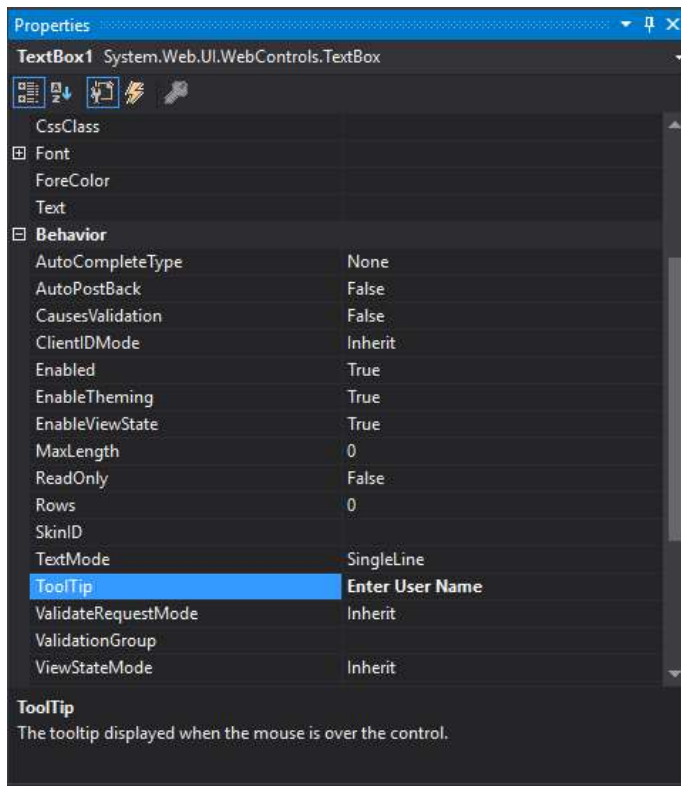 Properties
TextBox1 System.Web.UI.WebControls.TextBox
CssClass
Font
ForeColor
Text
Behavior
AutoCompleteType None
AutoPostBack False
CausesValidation False
ClientIDMode Inherit
Enabled True
EnableTheming True
EnableViewState True
MaxLength 0
ReadOnly False
Rows 0
SkinID
TextMode SingleLine
ToolTip Enter User Name
ValidateRequestMode Inherit
ValidationGroup
ViewStateMode Inherit
ToolTip
The tooltip displayed when the mouse is over the control.